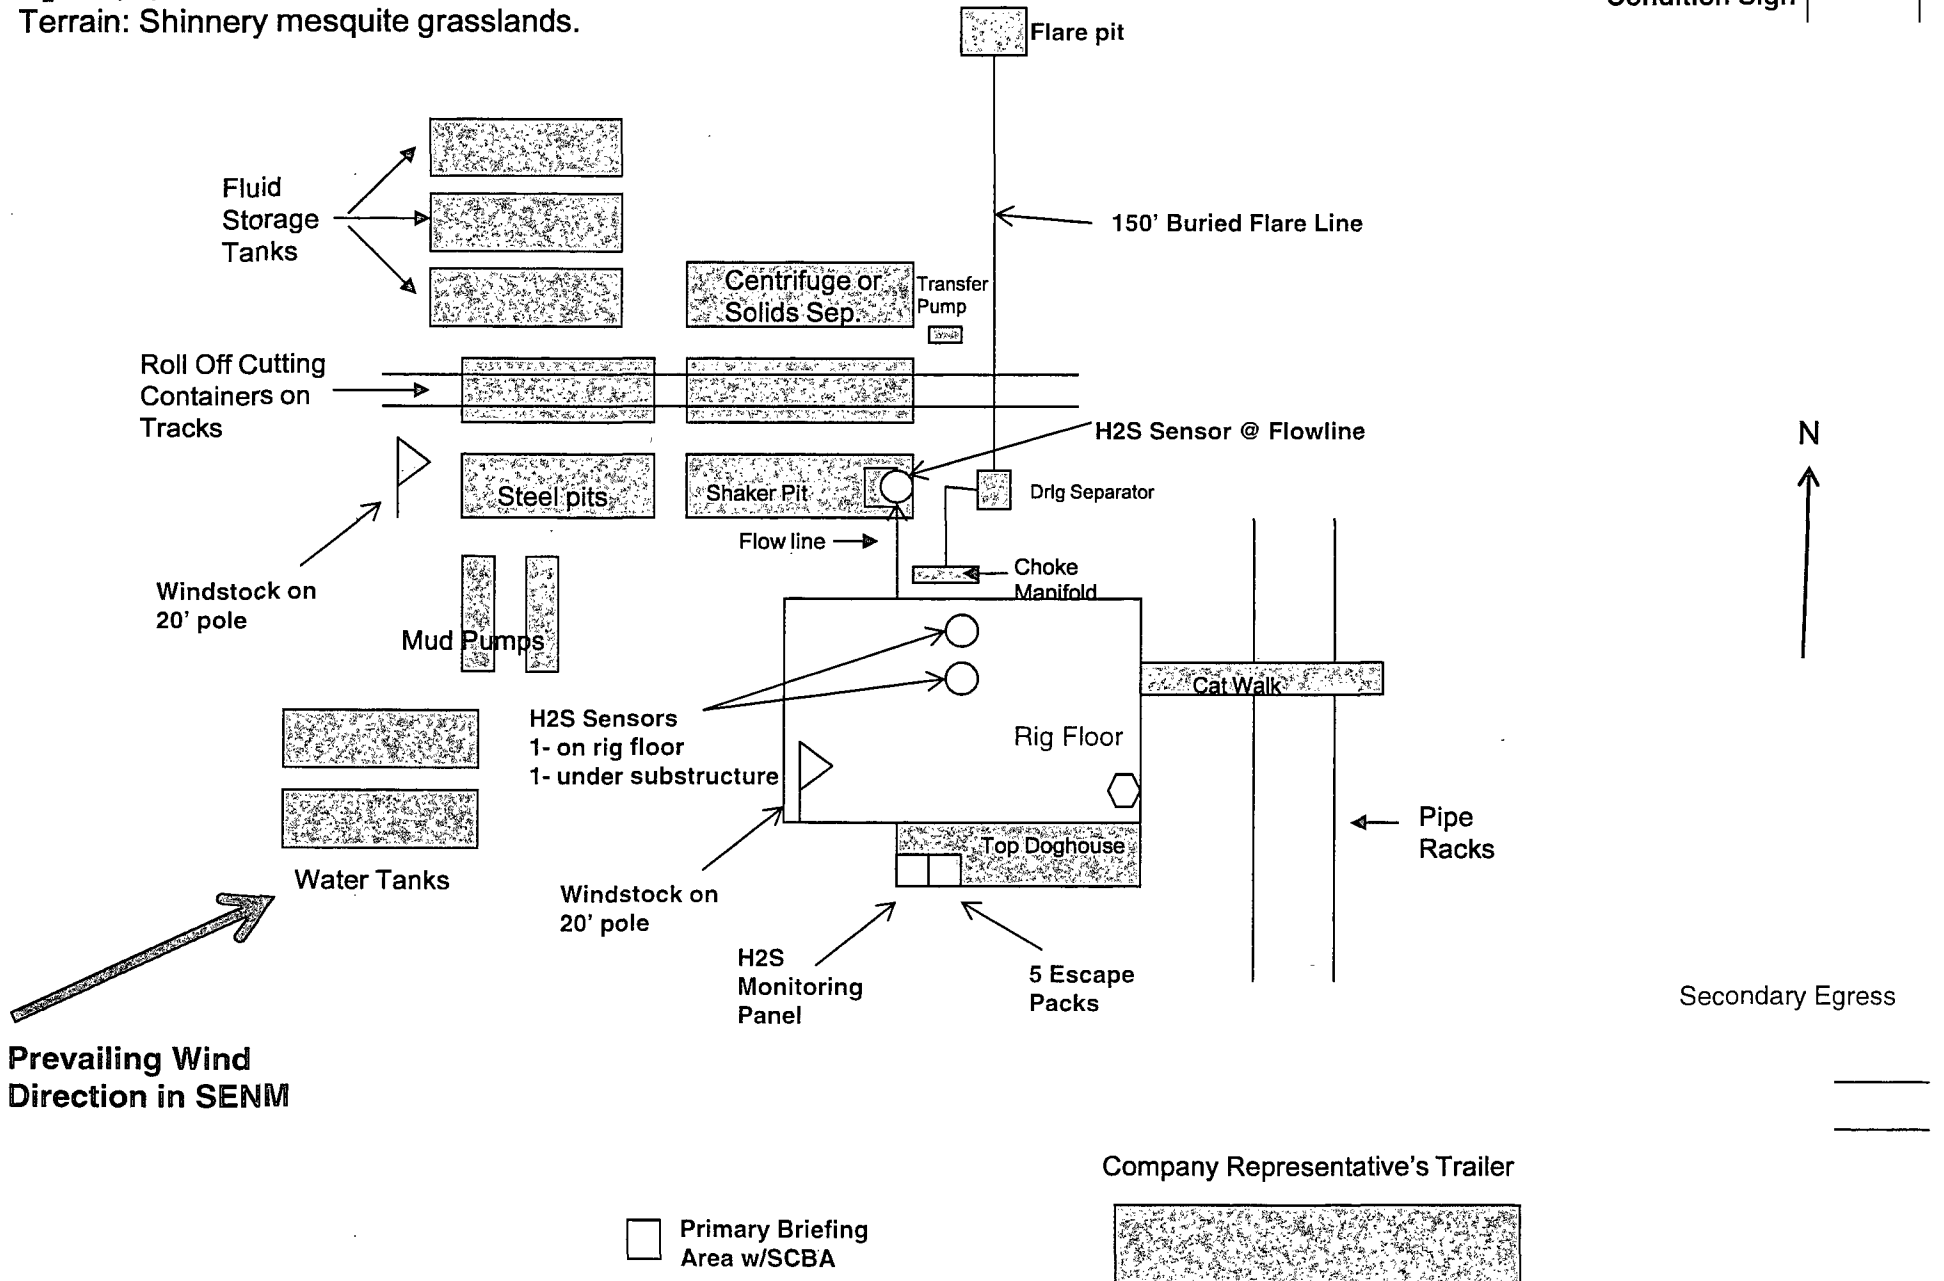 Condition Sign
Terrain: Shinnery mesquite grasslands.
Flare pit
Fluid
Storage
Tanks
150' Buried Flare Line
Centrifuge or
Solids Sep.
Transfer
Pump
Roll Off Cutting
Containers on
Tracks
H2S Sensor @ Flowline
N
Steel pits
Shaker Pit
Drlg Separator
Flow line
Choke
Manifold
Windstock on
20' pole
Mud Pumps
Cat Walk
H2S Sensors
1- on rig floor
1- under substructure
Rig Floor
Pipe
Racks
Top Doghouse
Water Tanks
Windstock on
20' pole
H2S
Monitoring
Panel
5 Escape
Packs
Secondary Egress
Prevailing Wind
Direction in SENM
Company Representative's Trailer
Primary Briefing
Area w/SCBA